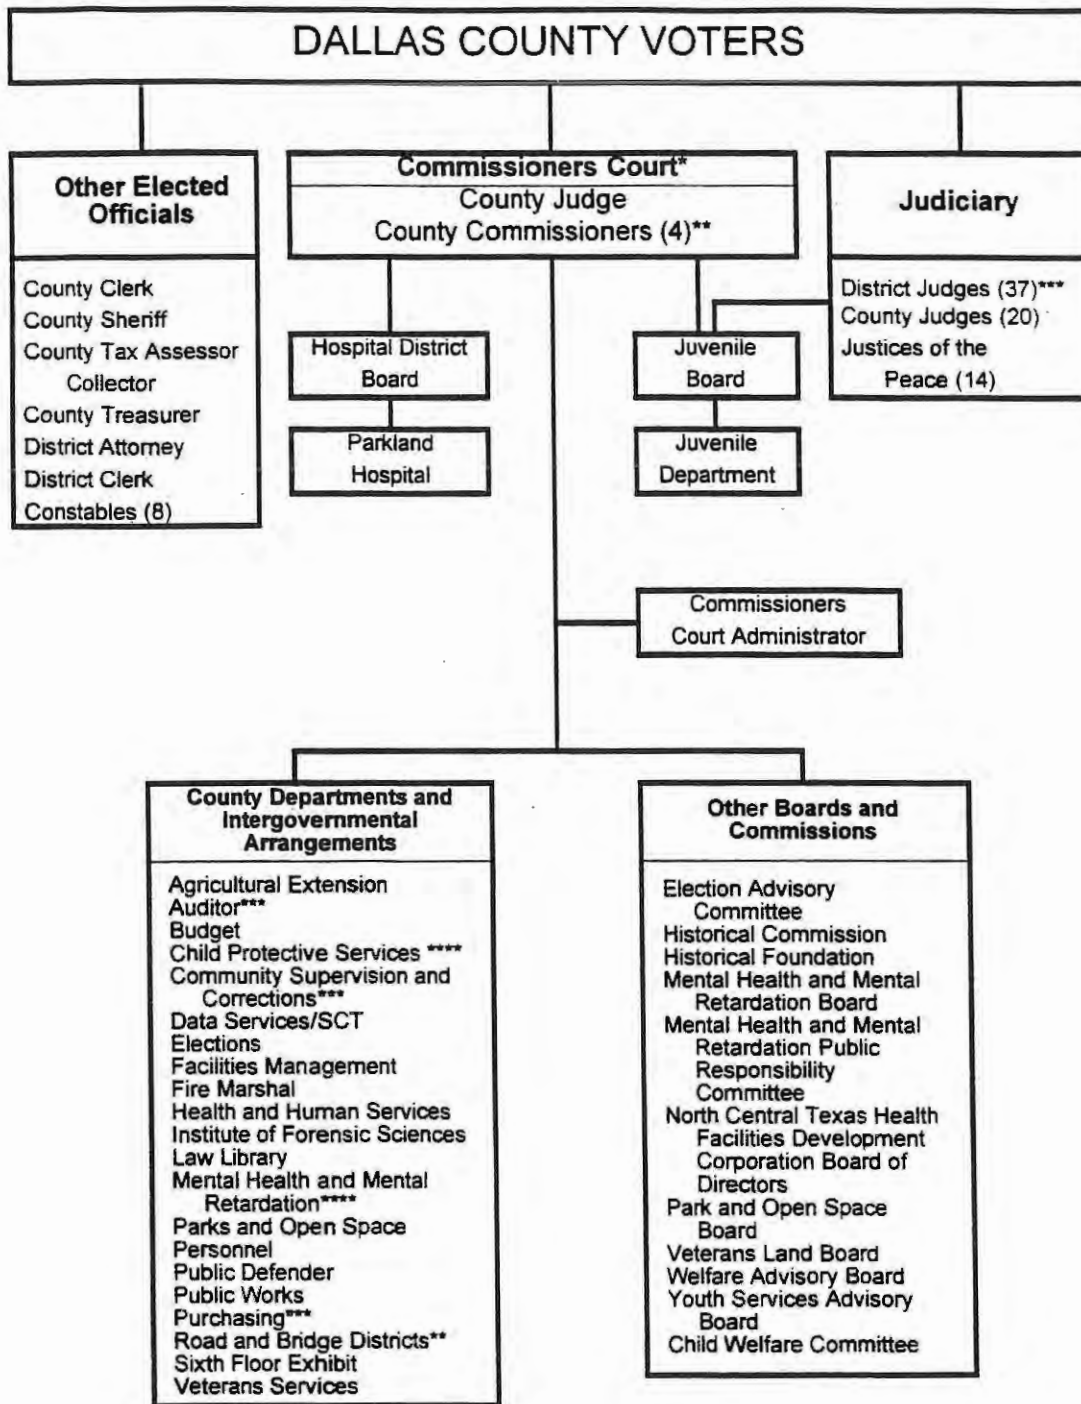 DALLAS COUNTY VOTERS
Other Elected
Officials
County Clerk
County Sheriff
County Tax Assessor
Collector
County Treasurer
District Attorney
District Clerk
Constables (8)
Commissioners Court*
County Judge
County Commissioners (4)**
Judiciary
District Judges (37)***
County Judges (20)
Justices of the
Peace (14)
Hospital District
Board
Parkland
Hospital
Juvenile
Board
Juvenile
Department
Commissioners
Court Administrator
County Departments and
Intergovernmental
Arrangements
Agricultural Extension
Auditor***
Budget
Child Protective Services ****
Community Supervision and
Corrections***
Data Services/SCT
Elections
Facilities Management
Fire Marshal
Health and Human Services
Institute of Forensic Sciences
Law Library
Mental Health and Mental
Retardation****
Parks and Open Space
Personnel
Public Defender
Public Works
Purchasing***
Road and Bridge Districts**
Sixth Floor Exhibit
Veterans Services
Other Boards and
Commissions
Election Advisory
Committee
Historical Commission
Historical Foundation
Mental Health and Mental
Retardation Board
Mental Health and Mental
Retardation Public
Responsibility
Committee
North Central Texas Health
Facilities Development
Corporation Board of
Directors
Park and Open Space
Board
Veterans Land Board
Welfare Advisory Board
Youth Services Advisory
Board
Child Welfare Committee